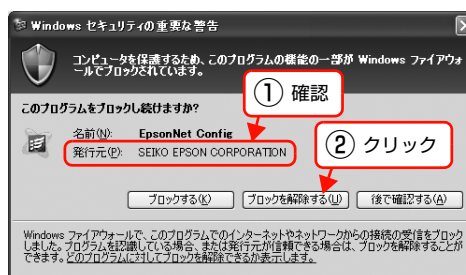 Windows セキュリティの重要な警告
コンピュータを保護するため、このプログラムの機能の一部が Windows ファイアウォ
ールでブロックされています。
このプログラムをブロックし続けますか?
① 確認
名前(N): EpsonNet Config
発行元(P): SEIKO EPSON CORPORATION
② クリック
ブロックする(K) ブロックを解除する(U) 後で確認する(A)
Windows ファイアウォールで、このプログラムでのインターネットやネットワークからの接続の受信をブロック
しました。プログラムを認識している場合、または発行元が信頼できる場合は、ブロックを解除することが
できます。どのプログラムに対してブロックを解除できるか表示します。